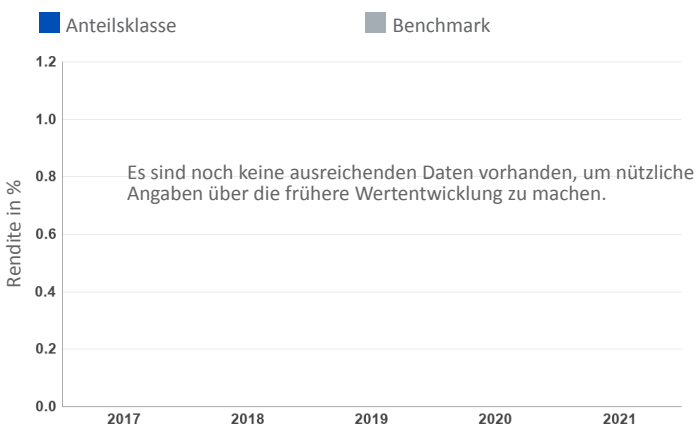 Anteilsklasse Benchmark
1.2
1.0
Es sind noch keine ausreichenden Daten vorhanden, um nützliche
0.8
Angaben über die frühere Wertentwicklung zu machen.
Rendite in %
0.6
0.4
0.2
0.0
2017 2018 2019 2020 2021